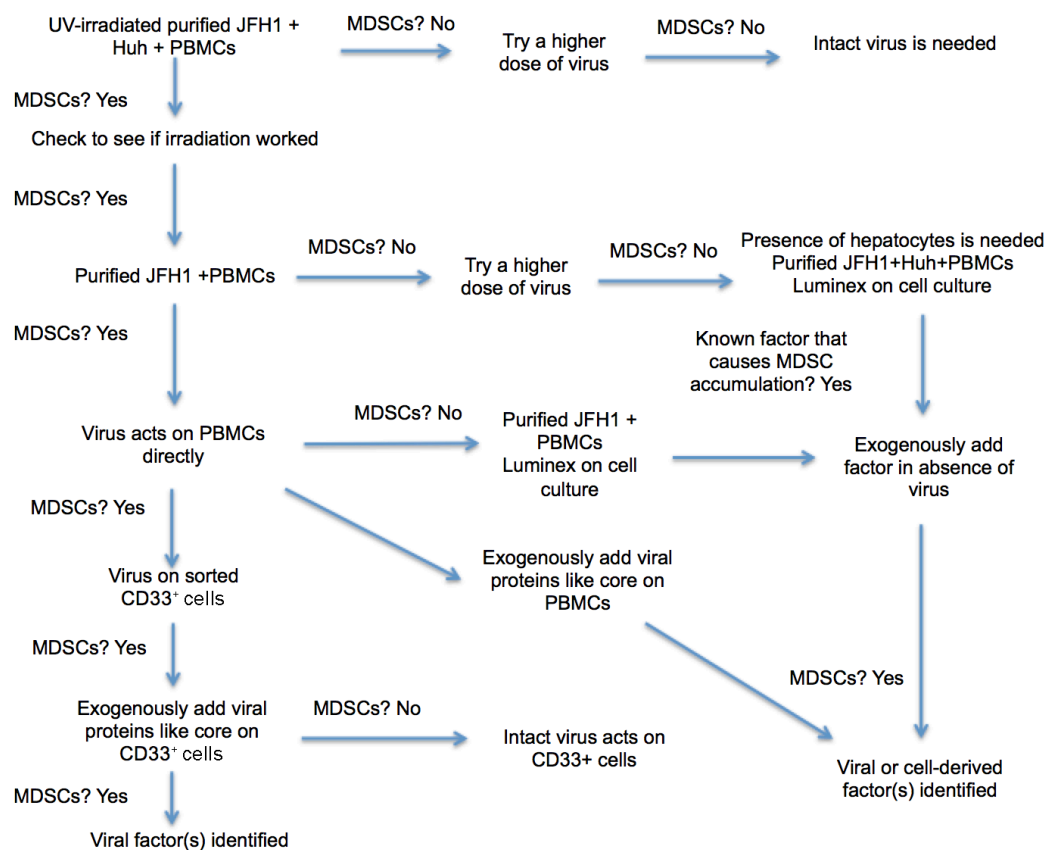 UV-irradiated purified JFH1 +
Huh + PBMCs
MDSCs? No
Try a higher
dose of virus
MDSCs? No
Intact virus is needed
MDSCs? Yes
Check to see if irradiation worked
MDSCs? Yes
Purified JFH1 +PBMCs
MDSCs? No
Try a higher
dose of virus
MDSCs? No
Presence of hepatocytes is needed
Purified JFH1+Huh+PBMCs
Luminex on cell culture
MDSCs? Yes
Known factor that
causes MDSC
accumulation? Yes
Virus acts on PBMCs
directly
MDSCs? No
Purified JFH1 +
PBMCs
Luminex on cell
culture
Exogenously add
factor in absence of
virus
MDSCs? Yes
Exogenously add viral
proteins like core on
PBMCs
Virus on sorted
CD33⁺ cells
MDSCs? Yes
MDSCs? Yes
Exogenously add viral
proteins like core on
CD33⁺ cells
MDSCs? No
Intact virus acts on
CD33+ cells
Viral or cell-derived
factor(s) identified
MDSCs? Yes
Viral factor(s) identified